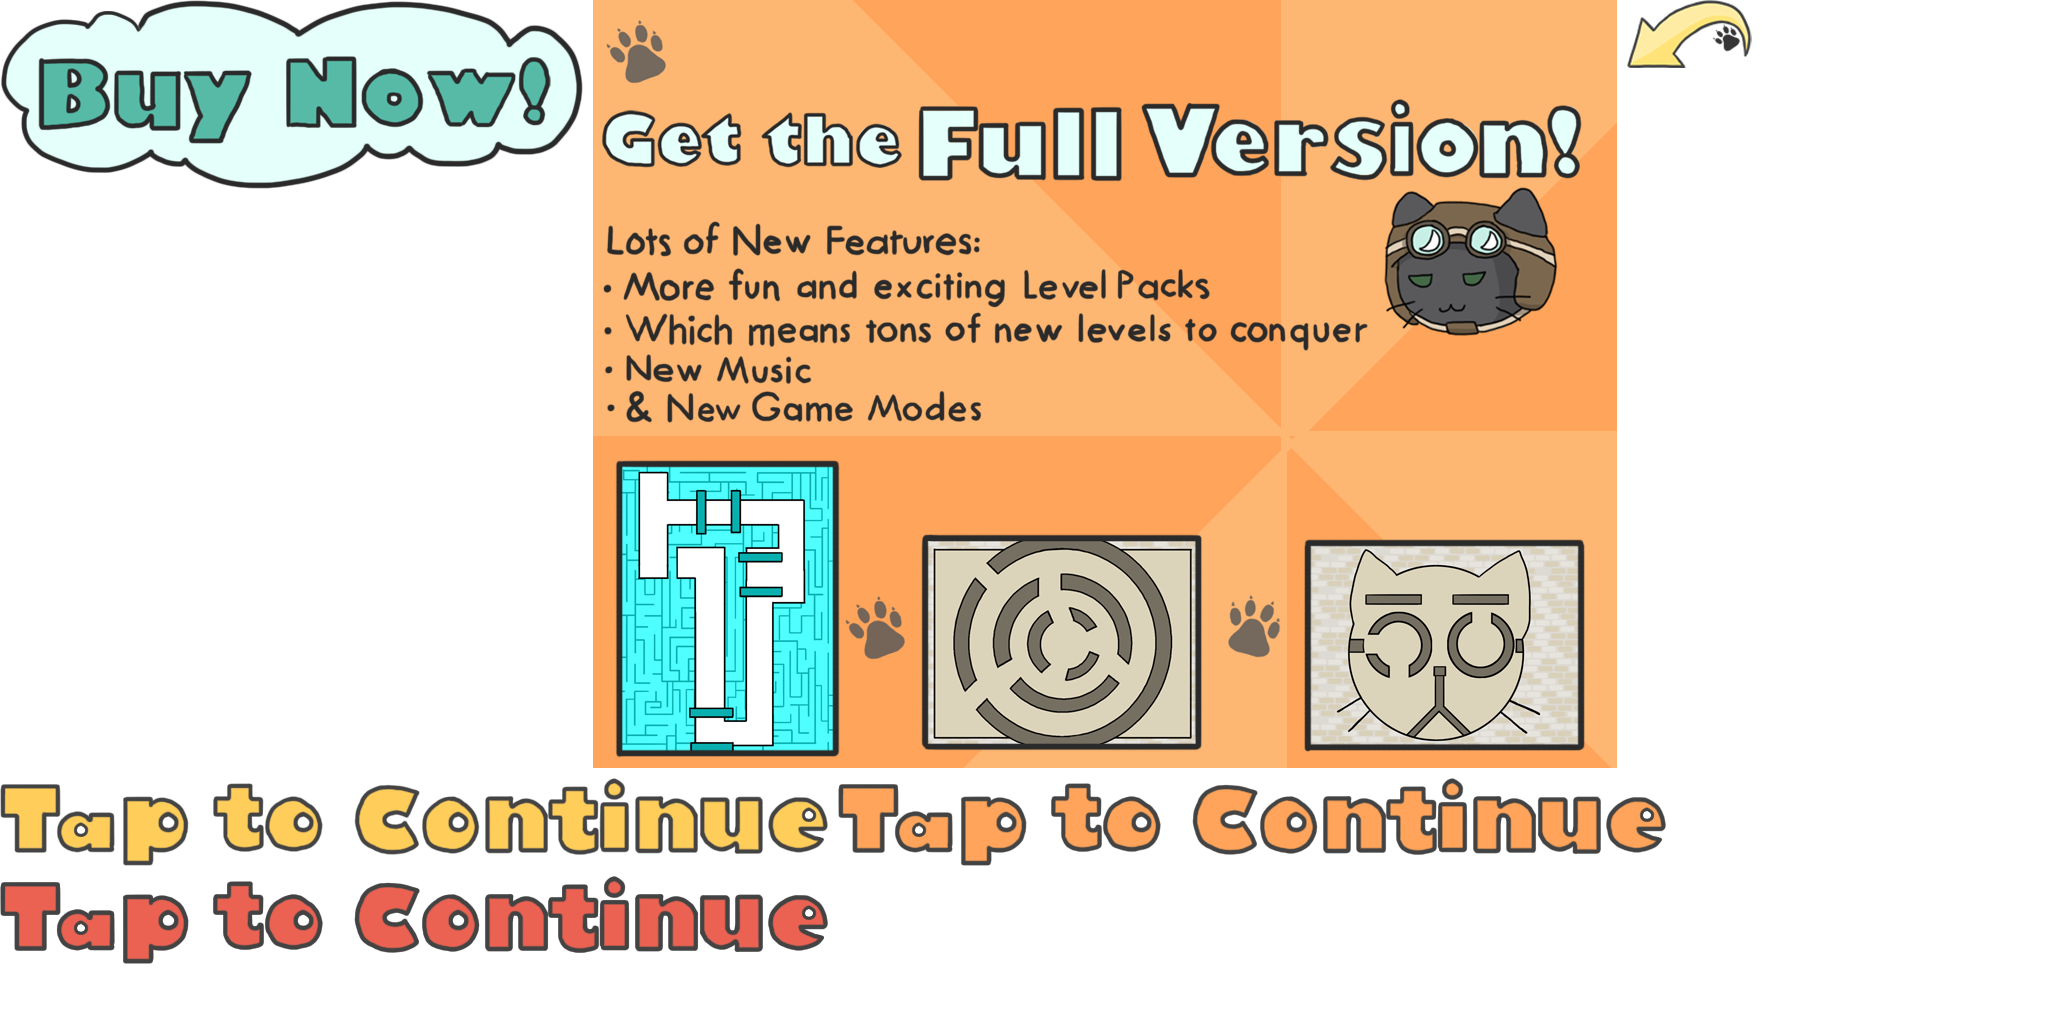 Buy Now!
Get the Full Version!
Lots of New Features:
• More fun and exciting Level Packs
• Which means tons of new levels to conquer
• New Music
• & New Game Modes
Tap to Continue
Tap to Continue
Tap to Continue